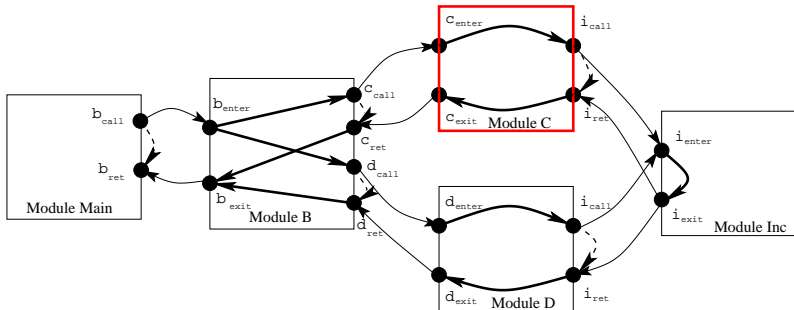 b_call
b_ret
Module Main
b_enter
b_exit
c_call
c_ret
d_call
d_ret
Module B
c_enter
i_call
c_exit
i_ret
Module C
d_enter
i_call
d_exit
i_ret
Module D
i_enter
i_exit
Module Inc